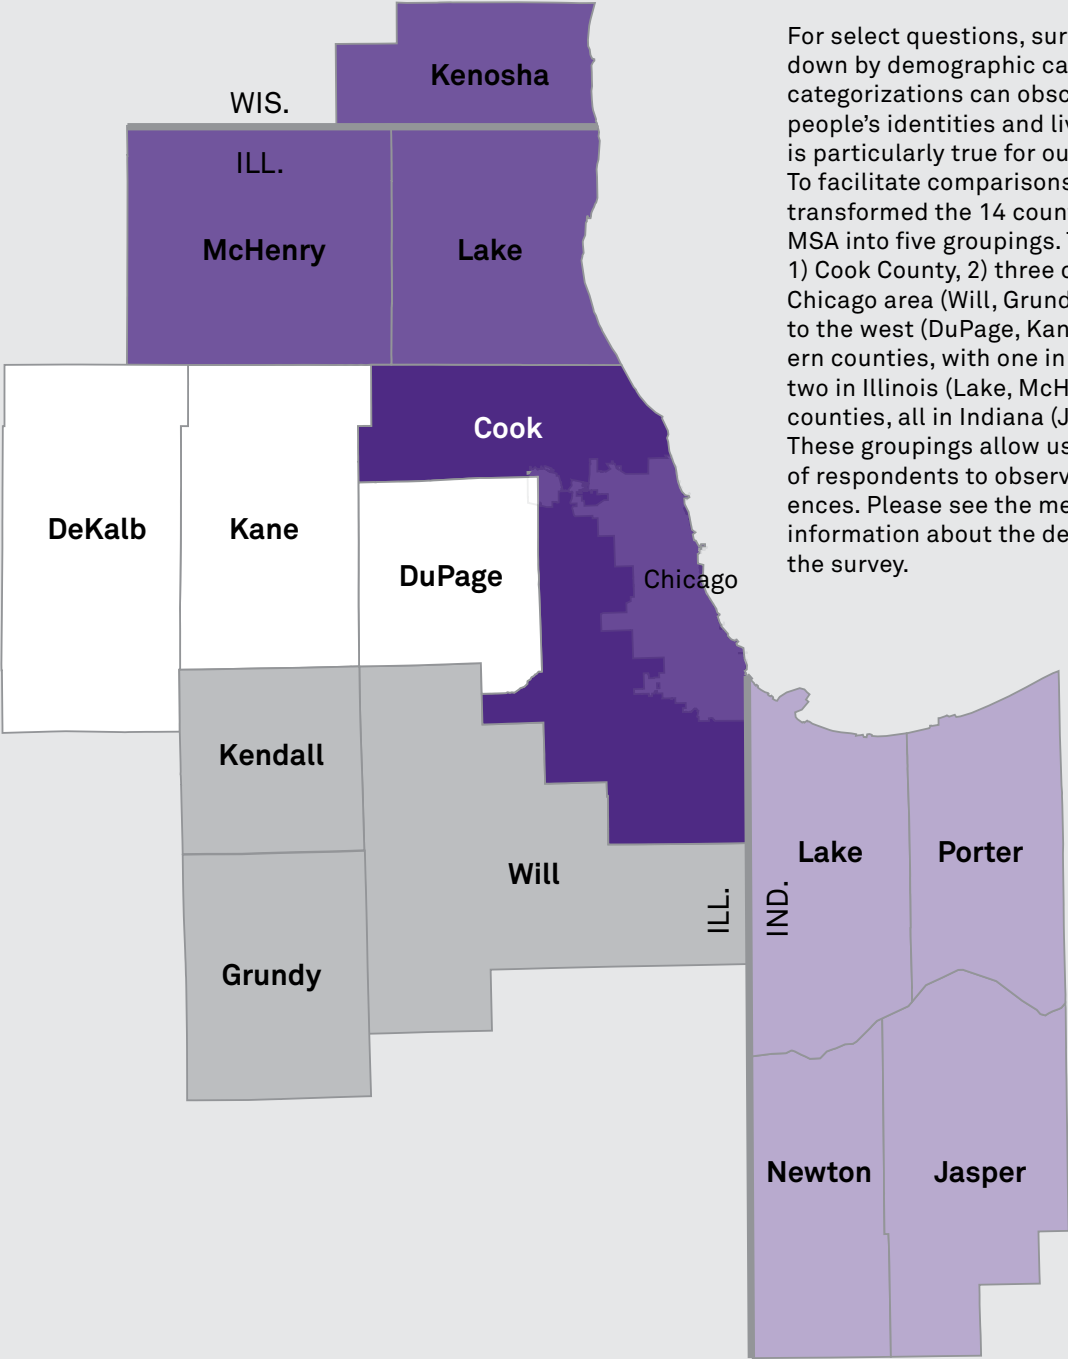 Kenosha
WIS.
ILL.
McHenry
Lake
Cook
DeKalb
Kane
DuPage
Chicago
Kendall
Will
Grundy
ILL.
IND.
Lake
Porter
Newton
Jasper
For select questions, sur
down by demographic ca
categorizations can obsc
people's identities and liv
is particularly true for ou
To facilitate comparisons
transformed the 14 coun
MSA into five groupings. T
1) Cook County, 2) three c
Chicago area (Will, Grund
to the west (DuPage, Kan
ern counties, with one in
two in Illinois (Lake, McH
counties, all in Indiana (J
These groupings allow us
of respondents to observ
ences. Please see the me
information about the de
the survey.